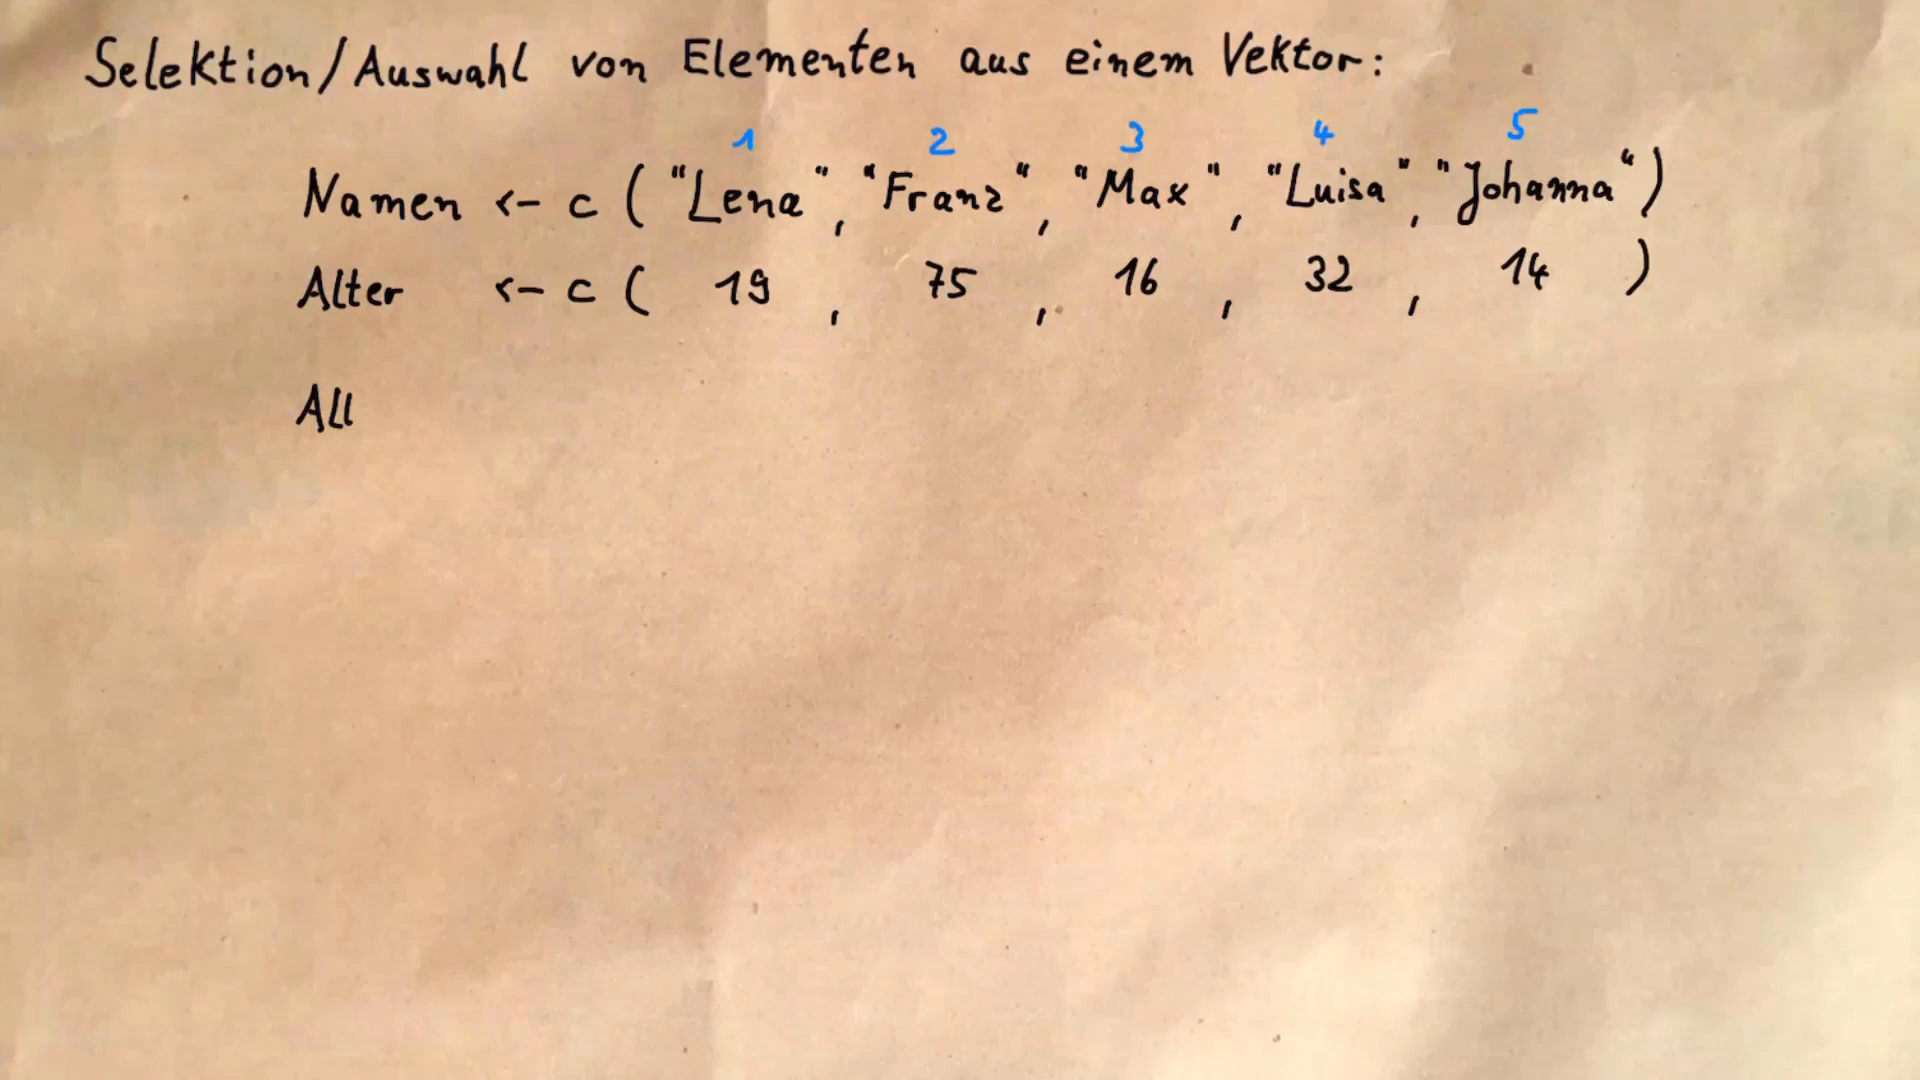 Selektion/Auswahl von Elementen aus einem Vektor:
1 2 3 4 5
Namen <- c ( "Lena", "Franz", "Max", "Luisa", "Johanna")
Alter <- c ( 19 , 75 , 16 , 32 , 14 )
All